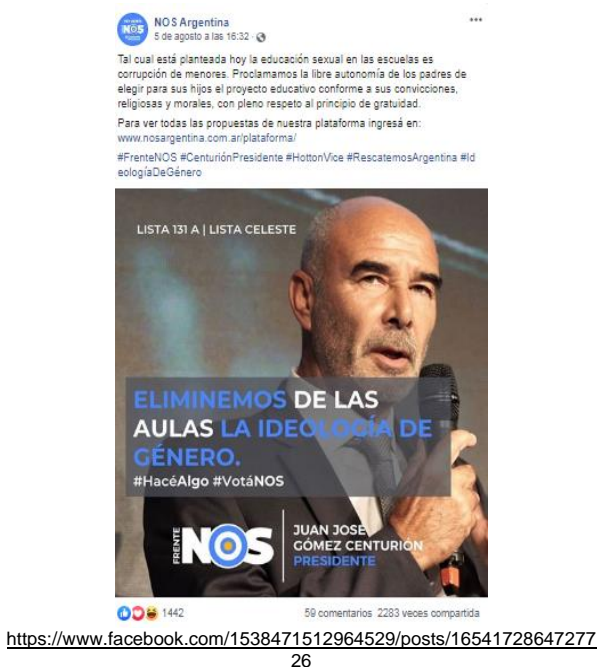 NOS Argentina
5 de agosto a las 16:32 ·
Tal cual está planteada hoy la educación sexual en las escuelas es
corrupción de menores. Proclamamos la libre autonomía de los padres de
elegir para sus hijos el proyecto educativo conforme a sus convicciones,
religiosas y morales, con pleno respeto al principio de gratuidad.
Para ver todas las propuestas de nuestra plataforma ingresá en:
www.nosargentina.com.ar/plataforma/
#FrenteNOS #CenturiónPresidente #HottonVice #RescatemosArgentina #Id
eologíaDeGénero
LISTA 131 A | LISTA CELESTE
ELIMINEMOS DE LAS
AULAS LA IDEOLOGÍA DE
GÉNERO.
#HacéAlgo #VotáNOS
FRENTE
NOS
JUAN JOSE
GÓMEZ CENTURIÓN
PRESIDENTE
1442
59 comentarios 2283 veces compartida
https://www.facebook.com/1538471512964529/posts/16541728647277
26